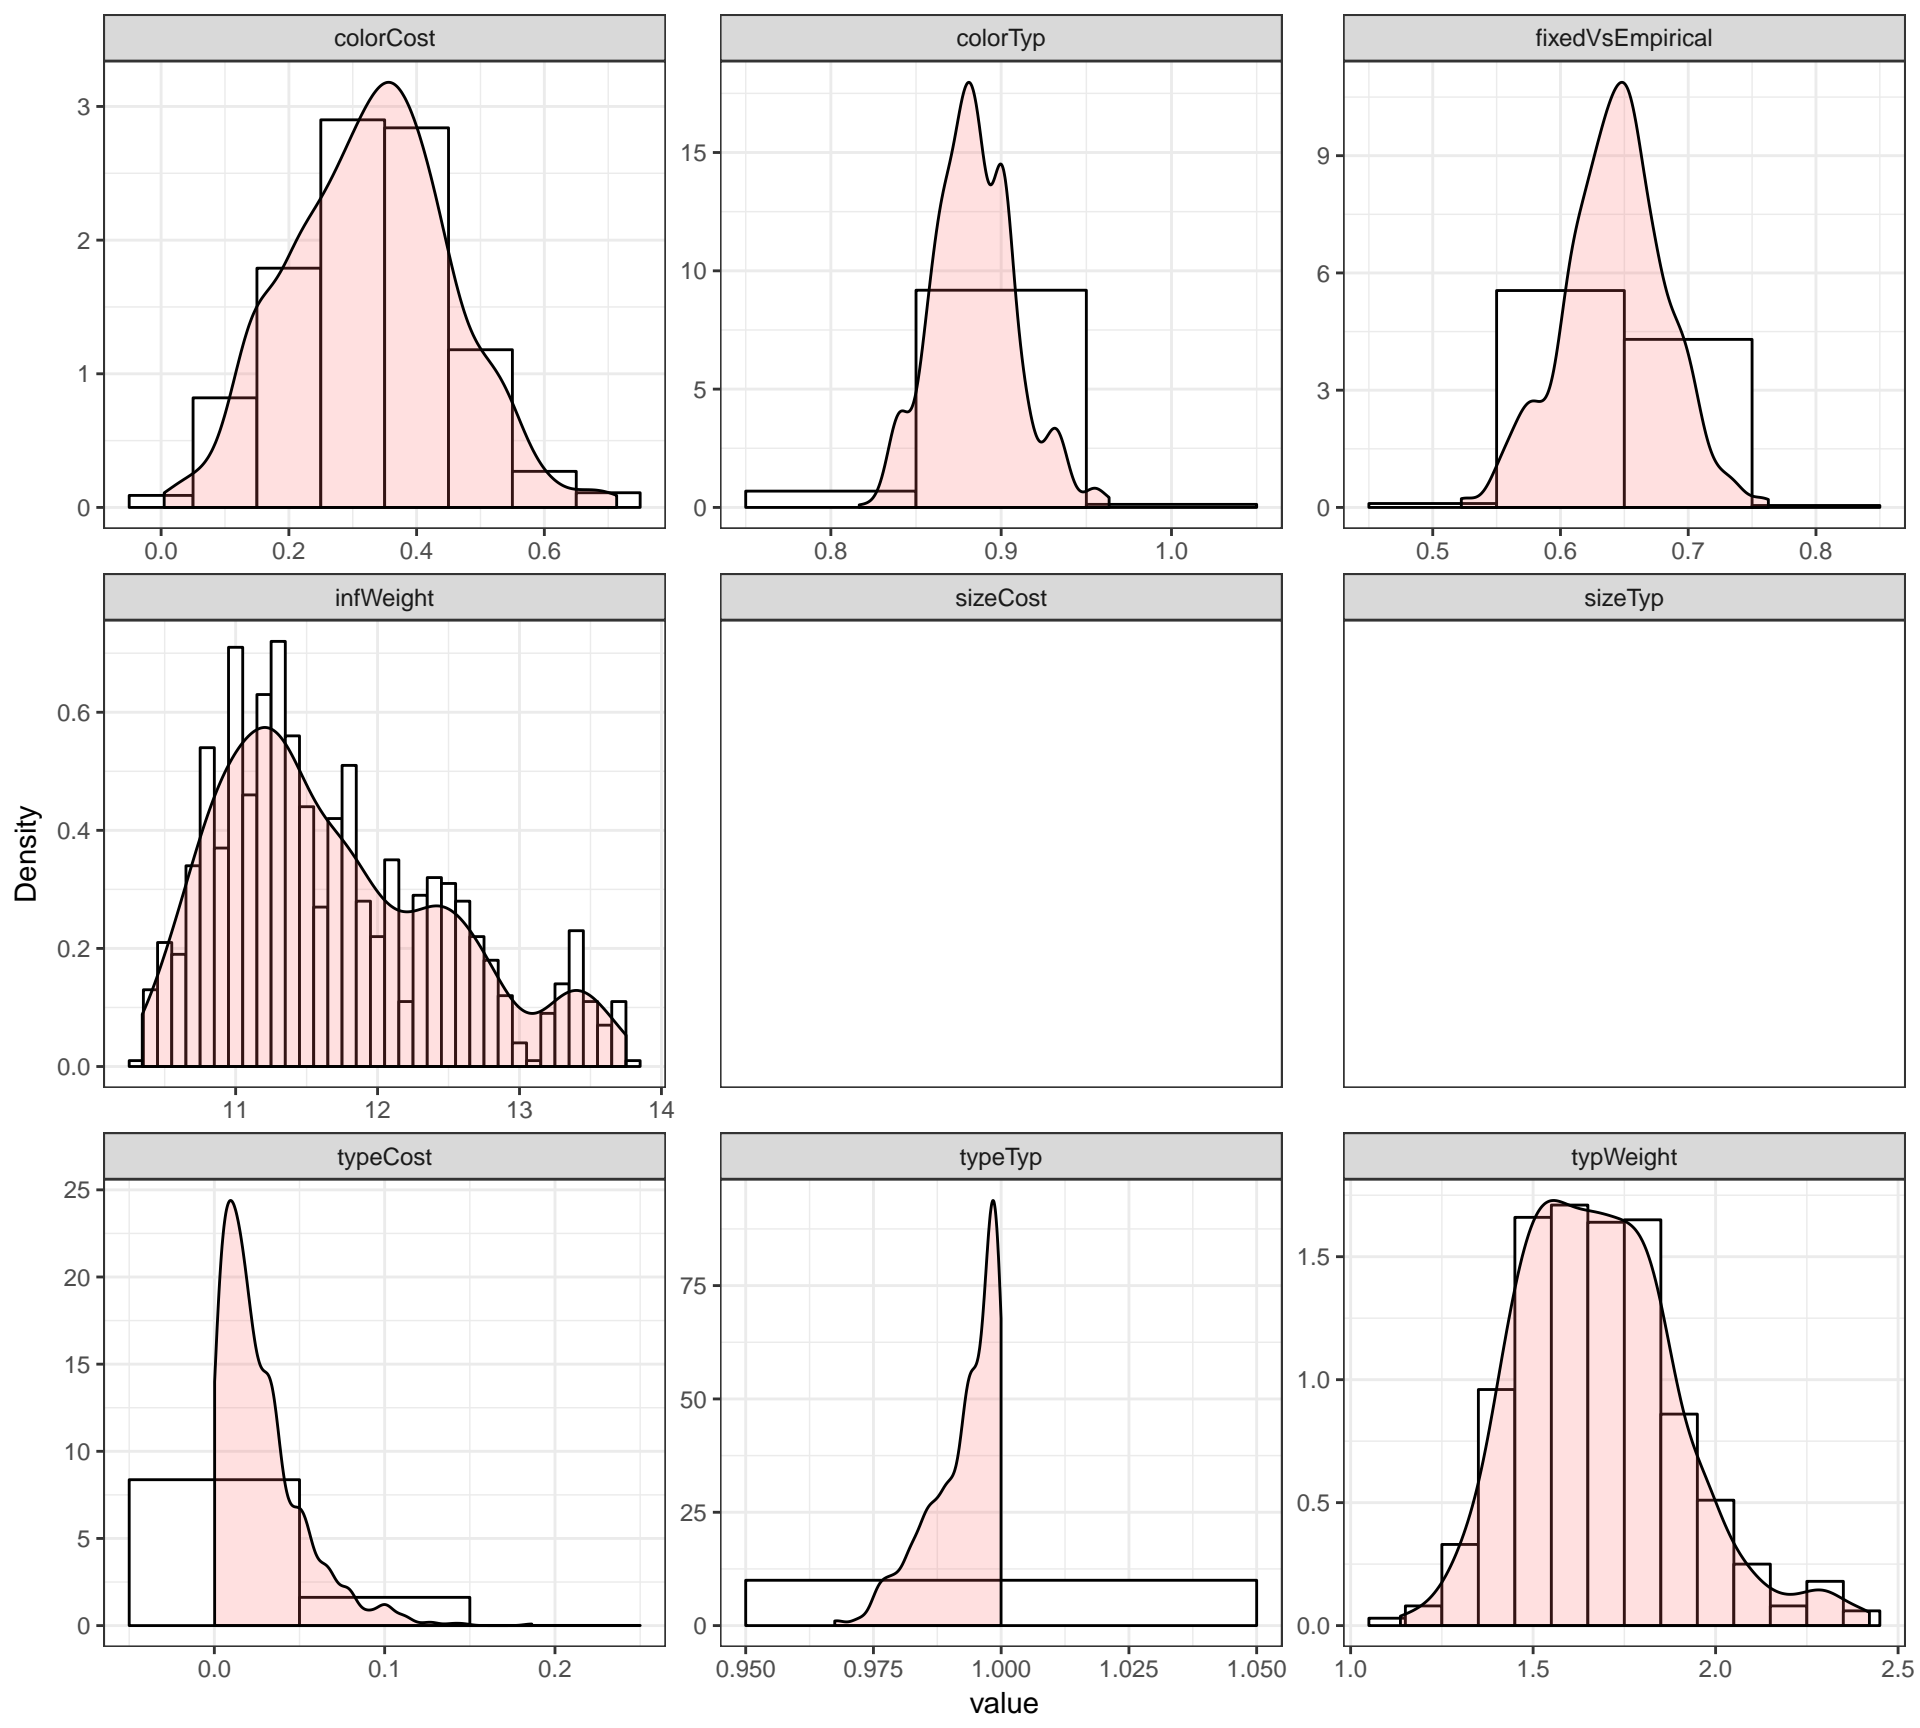 colorCost colorTyp fixedVsEmpirical
3 2 1 0
0.0 0.2 0.4 0.6
15 10 5 0
0.8 0.9 1.0
9 6 3 0
0.5 0.6 0.7 0.8
infWeight sizeCost sizeTyp
Density
0.6 0.4 0.2 0.0
11 12 13 14
typeCost typeTyp typWeight
25 20 15 10 5 0
0.0 0.1 0.2
75 50 25 0
0.950 0.975 1.000 1.025 1.050
1.5 1.0 0.5 0.0
1.0 1.5 2.0 2.5
value